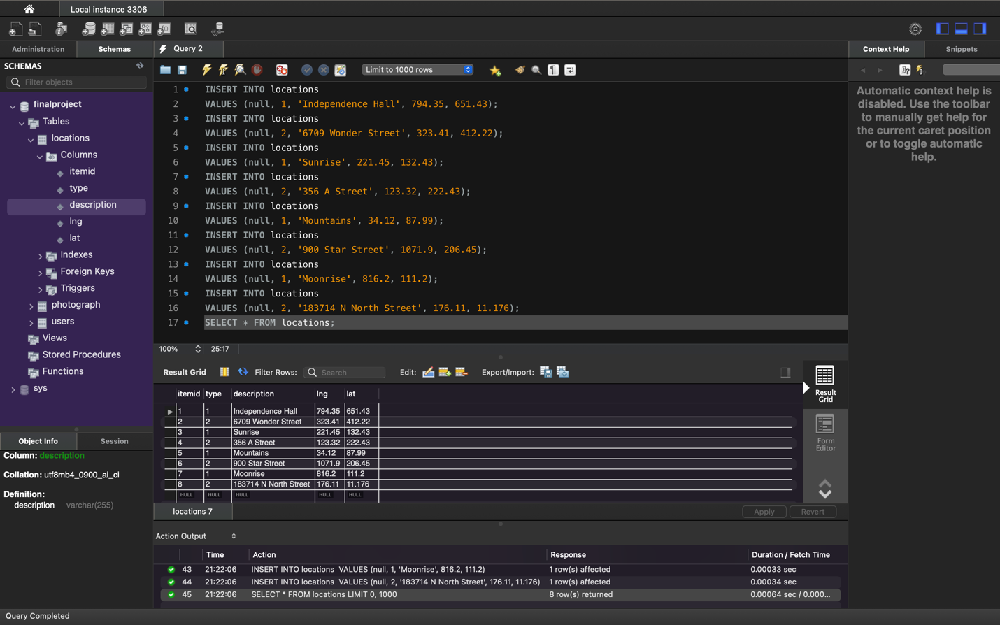 Local instance 3306
Administration
Schemas
Query 2
Context Help
Snippets
SCHEMAS
Filter objects
finalproject
Tables
locations
Columns
itemid
type
description
lng
lat
Indexes
Foreign Keys
Triggers
photograph
users
Views
Stored Procedures
Functions
sys
Object Info
Session
Column: description
Collation: utf8mb4_0900_ai_ci
Definition:
description varchar(255)
Limit to 1000 rows
1 INSERT INTO locations
2 VALUES (null, 1, 'Independence Hall', 794.35, 651.43);
3 INSERT INTO locations
4 VALUES (null, 2, '6709 Wonder Street', 323.41, 412.22);
5 INSERT INTO locations
6 VALUES (null, 1, 'Sunrise', 221.45, 132.43);
7 INSERT INTO locations
8 VALUES (null, 2, '356 A Street', 123.32, 222.43);
9 INSERT INTO locations
10 VALUES (null, 1, 'Mountains', 34.12, 87.99);
11 INSERT INTO locations
12 VALUES (null, 2, '900 Star Street', 1071.9, 206.45);
13 INSERT INTO locations
14 VALUES (null, 1, 'Moonrise', 816.2, 111.2);
15 INSERT INTO locations
16 VALUES (null, 2, '183714 N North Street', 176.11, 11.176);
17 SELECT * FROM locations;
100% 25:17
Result Grid Filter Rows: Search Edit: Export/Import:
itemid type description lng lat
1 1 Independence Hall 794.35 651.43
2 2 6709 Wonder Street 323.41 412.22
3 1 Sunrise 221.45 132.43
4 2 356 A Street 123.32 222.43
5 1 Mountains 34.12 87.99
6 2 900 Star Street 1071.9 206.45
7 1 Moonrise 816.2 111.2
8 2 183714 N North Street 176.11 11.176
NULL NULL NULL NULL NULL
Result
Grid
Form
Editor
locations 7
Apply
Revert
Action Output
Time Action Response Duration / Fetch Time
43 21:22:06 INSERT INTO locations VALUES (null, 1, 'Moonrise', 816.2, 111.2) 1 row(s) affected 0.00033 sec
44 21:22:06 INSERT INTO locations VALUES (null, 2, '183714 N North Street', 176.11, 11.176) 1 row(s) affected 0.00034 sec
45 21:22:06 SELECT * FROM locations LIMIT 0, 1000 8 row(s) returned 0.00064 sec / 0.000...
Automatic context help is
disabled. Use the toolbar
to manually get help for
the current caret position
or to toggle automatic
help.
Query Completed